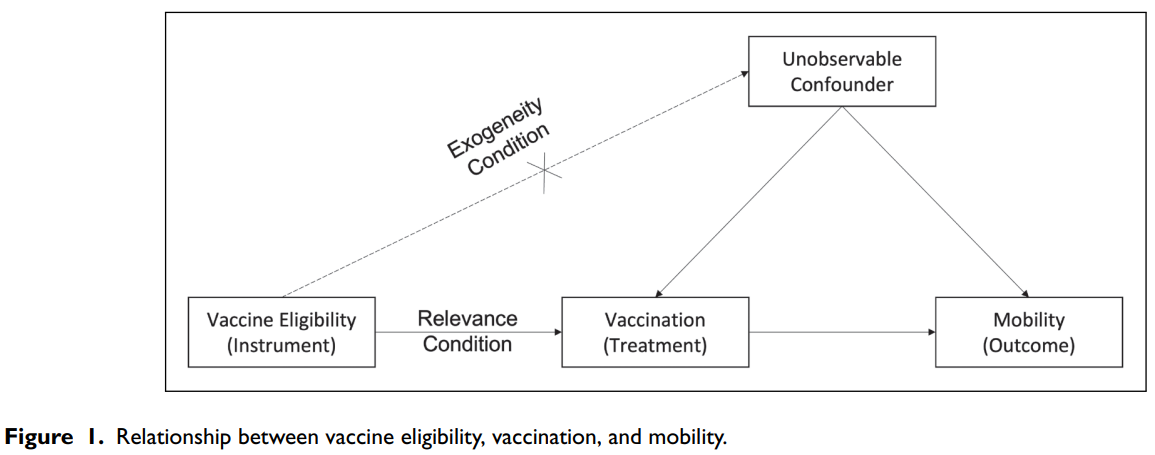 Unobservable
Confounder
Exogeneity
Condition
Vaccine Eligibility
(Instrument)
Relevance
Condition
Vaccination
(Treatment)
Mobility
(Outcome)
Figure 1. Relationship between vaccine eligibility, vaccination, and mobility.